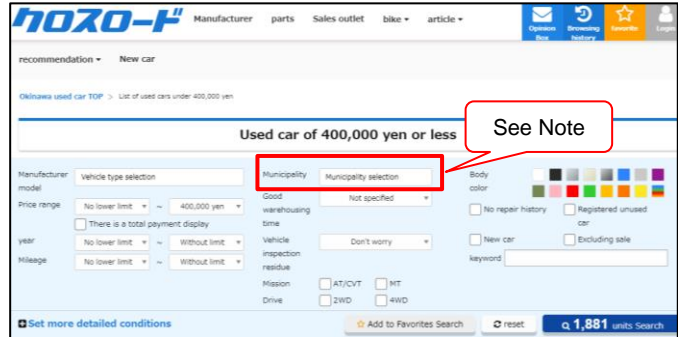 クロスロード Manufacturer parts Sales outlet bike article Opinion Box Browsing history favorite Login
recommendation New car
Okinawa used car TOP > List of used cars under 400,000 yen
Used car of 400,000 yen or less
See Note
Manufacturer model Vehicle type selection
Price range No lower limit ~ 400,000 yen
There is a total payment display
year No lower limit ~ Without limit
Mileage No lower limit ~ Without limit
Municipality Municipality selection
Good warehousing time Not specified
Vehicle inspection residue Don't worry
Mission AT/CVT MT
Drive 2WD 4WD
Body color
No repair history Registered unused car
New car Excluding sale
keyword
Set more detailed conditions Add to Favorites Search reset 1,881 units Search